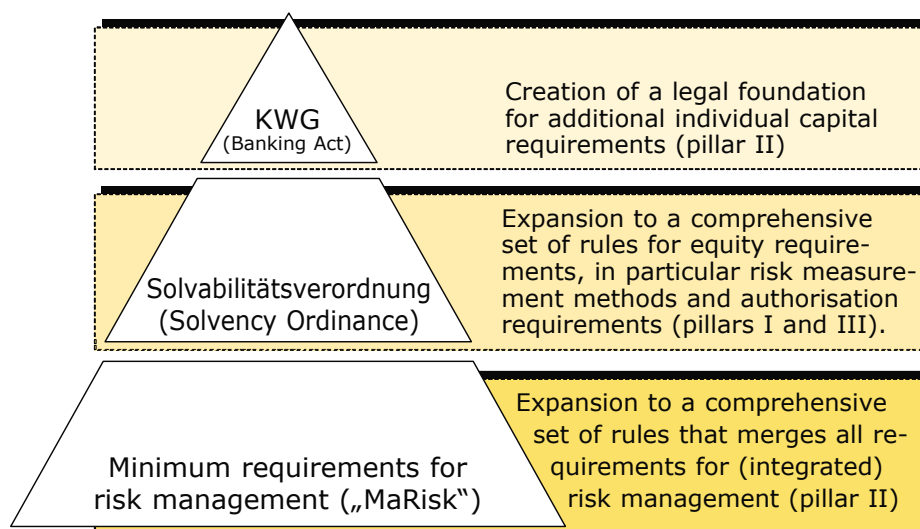 KWG
(Banking Act)
Creation of a legal foundation
for additional individual capital
requirements (pillar II)
Solvabilitätsverordnung
(Solvency Ordinance)
Expansion to a comprehensive
set of rules for equity require-
ments, in particular risk measure-
ment methods and authorisation
requirements (pillars I and III).
Minimum requirements for
risk management („MaRisk“)
Expansion to a comprehensive
set of rules that merges all re-
quirements for (integrated)
risk management (pillar II)